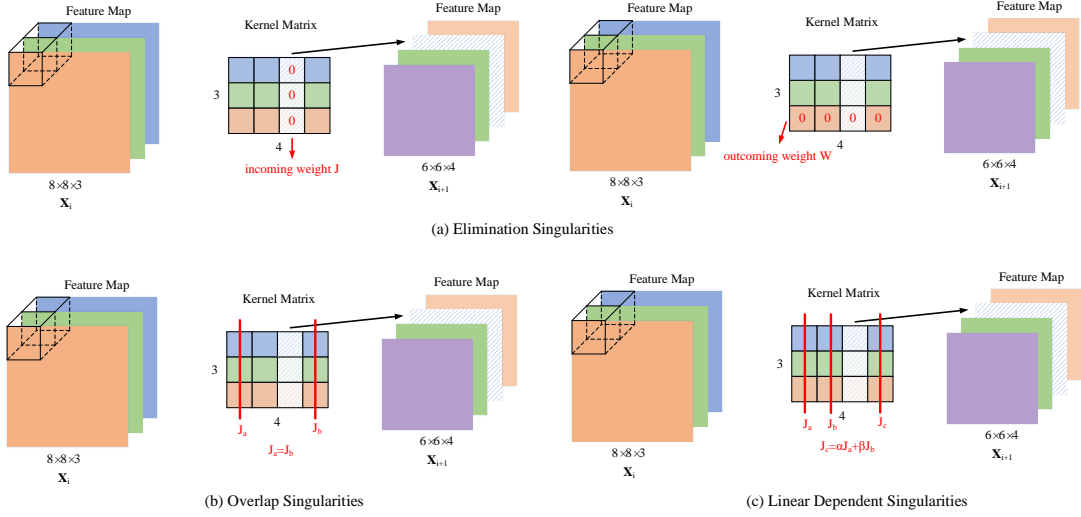 Feature Map
Kernel Matrix
0
3
0
0
4
incoming weight J
8×8×3
X_i
Feature Map
6×6×4
X_{i+1}
Feature Map
Kernel Matrix
3
0 0 0 0
4
outcoming weight W
8×8×3
X_i
Feature Map
6×6×4
X_{i+1}
(a) Elimination Singularities
Feature Map
Kernel Matrix
3
J_a
4
J_b
J_a=J_b
8×8×3
X_i
Feature Map
6×6×4
X_{i+1}
(b) Overlap Singularities
Feature Map
Kernel Matrix
3
4
J_a J_b J_c
J_c=αJ_a+βJ_b
8×8×3
X_i
Feature Map
6×6×4
X_{i+1}
(c) Linear Dependent Singularities